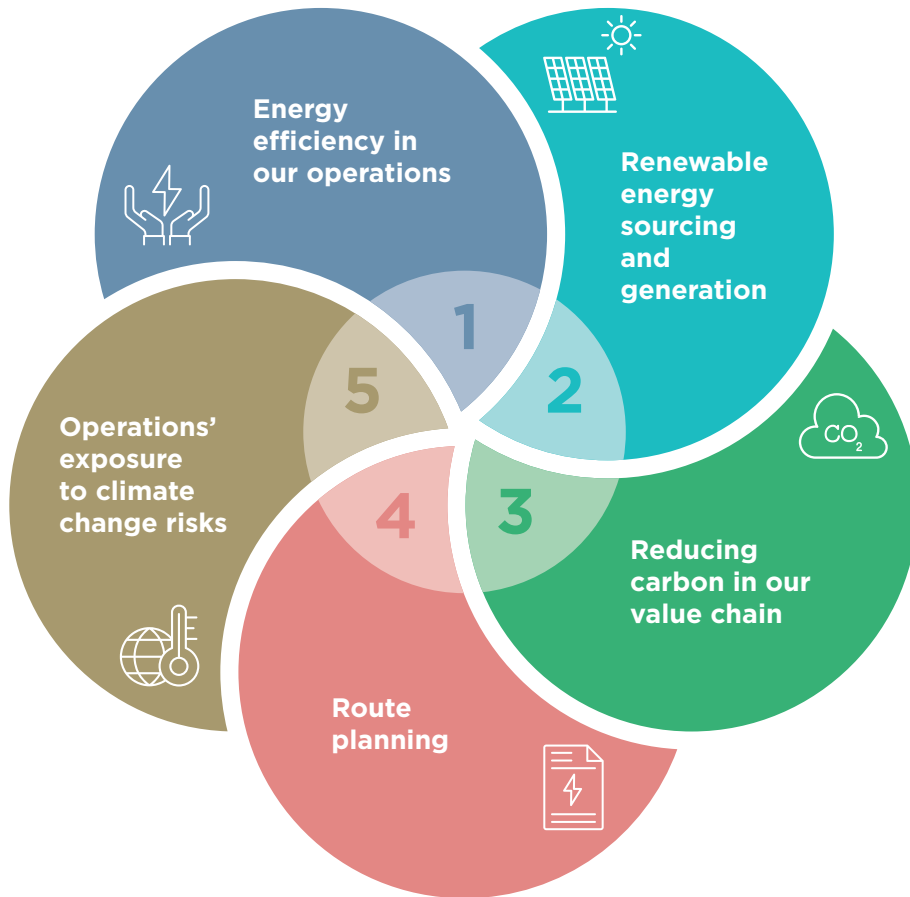 Energy
efficiency in
our operations
1
Renewable
energy
sourcing
and
generation
2
CO2
Reducing
carbon in our
value chain
3
Route
planning
4
Operations’
exposure
to climate
change risks
5